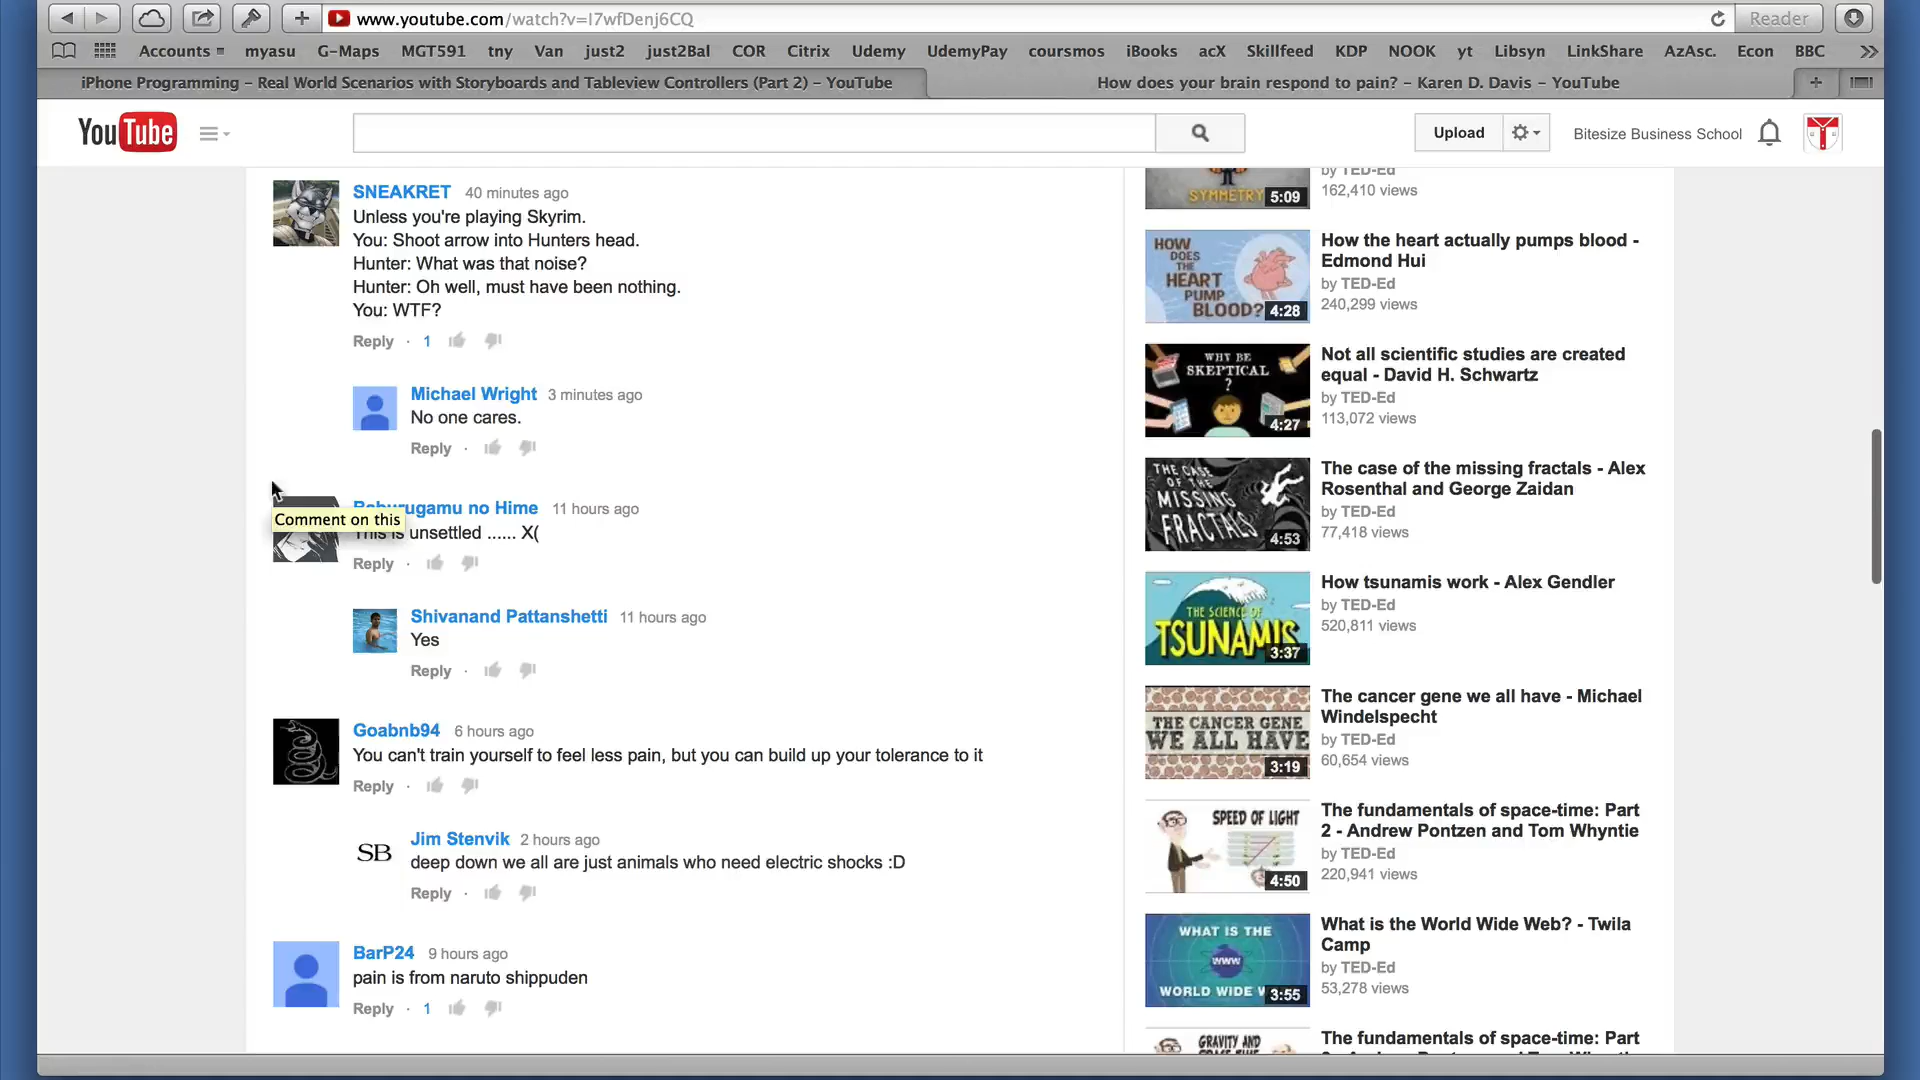 www.youtube.com/watch?v=I7wfDenj6CQ
Reader
Accounts myasu G-Maps MGT591 tny Van just2 just2Bal COR Citrix Udemy UdemyPay coursmos iBooks acX Skillfeed KDP NOOK yt Libsyn LinkShare AzAsc. Econ BBC
iPhone Programming – Real World Scenarios with Storyboards and Tableview Controllers (Part 2) – YouTube
How does your brain respond to pain? – Karen D. Davis – YouTube
YouTube
Upload
Bitesize Business School
SNEAKRET 40 minutes ago
Unless you're playing Skyrim.
You: Shoot arrow into Hunters head.
Hunter: What was that noise?
Hunter: Oh well, must have been nothing.
You: WTF?
Reply · 1
Michael Wright 3 minutes ago
No one cares.
Reply ·
no Hime 11 hours ago
Comment on this
This is unsettled ...... X(
Reply ·
Shivanand Pattanshetti 11 hours ago
Yes
Reply ·
Goabnb94 6 hours ago
You can't train yourself to feel less pain, but you can build up your tolerance to it
Reply ·
SB
Jim Stenvik 2 hours ago
deep down we all are just animals who need electric shocks :D
Reply ·
BarP24 9 hours ago
pain is from naruto shippuden
Reply · 1
SYMMETRY
5:09
by TED-Ed
162,410 views
HOW
DOES
THE
HEART
PUMP
BLOOD?
4:28
How the heart actually pumps blood -
Edmond Hui
by TED-Ed
240,299 views
WHY BE
SKEPTICAL
?
4:27
Not all scientific studies are created
equal - David H. Schwartz
by TED-Ed
113,072 views
THE CASE
OF THE
MISSING
FRACTALS
4:53
The case of the missing fractals - Alex
Rosenthal and George Zaidan
by TED-Ed
77,418 views
THE SCIENCE OF
TSUNAMIS
3:37
How tsunamis work - Alex Gendler
by TED-Ed
520,811 views
THE CANCER GENE
WE ALL HAVE
3:19
The cancer gene we all have - Michael
Windelspecht
by TED-Ed
60,654 views
SPEED OF LIGHT
4:50
The fundamentals of space-time: Part
2 - Andrew Pontzen and Tom Whyntie
by TED-Ed
220,941 views
WHAT IS THE
WWW
WORLD WIDE W
3:55
What is the World Wide Web? - Twila
Camp
by TED-Ed
53,278 views
GRAVITY AND
The fundamentals of space-time: Part